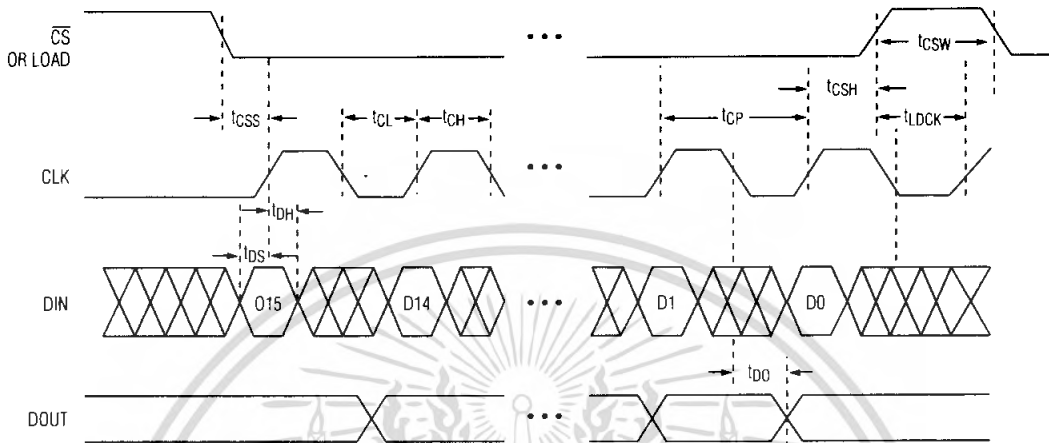 CS
OR LOAD
tCSS
tCL
tCH
tCP
tCSH
tCSW
tLDCK
CLK
tDH
tDS
DIN
O15
D14
D1
D0
tDO
DOUT